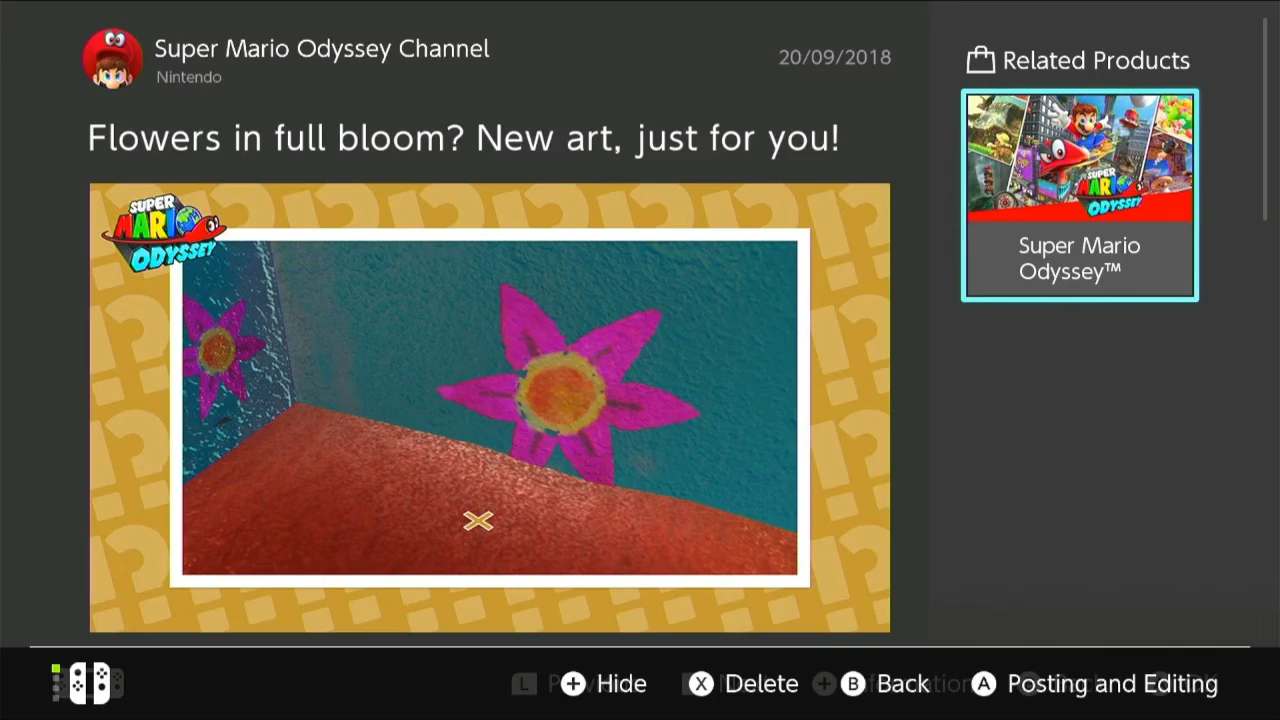 Super Mario Odyssey Channel
Nintendo
20/09/2018
Related Products
Flowers in full bloom? New art, just for you!
SUPER
MARIO
ODYSSEY
SUPER
MARIO
ODYSSEY
Super Mario
Odyssey™
+ Hide
X Delete
B Back
A Posting and Editing